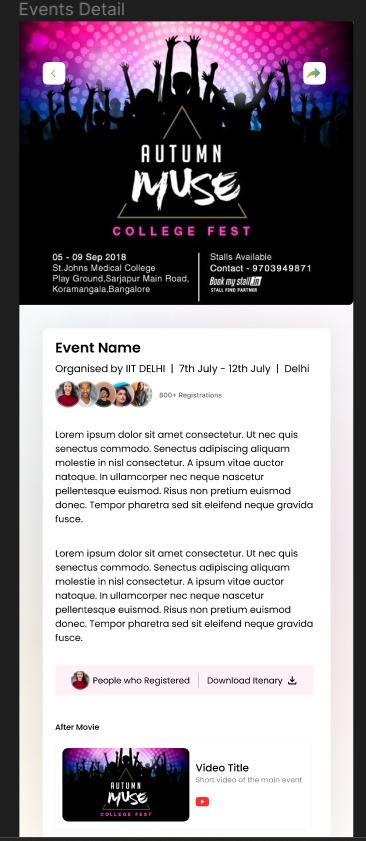 Events Detail
AUTUMN
MUSE
COLLEGE FEST
05 - 09 Sep 2018
St.Johns Medical College
Play Ground,Sarjapur Main Road,
Koramangala,Bangalore
Stalls Available
Contact - 9703949871
Book my stall.in
STALL FIND PARTNER
Event Name
Organised by IIT DELHI | 7th July - 12th July | Delhi
800+ Registrations
Lorem ipsum dolor sit amet consectetur. Ut nec quis
senectus commodo. Senectus adipiscing aliquam
molestie in nisl consectetur. A ipsum vitae auctor
natoque. In ullamcorper nec neque nascetur
pellentesque euismod. Risus non pretium euismod
donec. Tempor pharetra sed sit eleifend neque gravida
fusce.
Lorem ipsum dolor sit amet consectetur. Ut nec quis
senectus commodo. Senectus adipiscing aliquam
molestie in nisl consectetur. A ipsum vitae auctor
natoque. In ullamcorper nec neque nascetur
pellentesque euismod. Risus non pretium euismod
donec. Tempor pharetra sed sit eleifend neque gravida
fusce.
People who Registered | Download Itenary
After Movie
AUTUMN
MUSE
COLLEGE FEST
Video Title
Short video of the main event